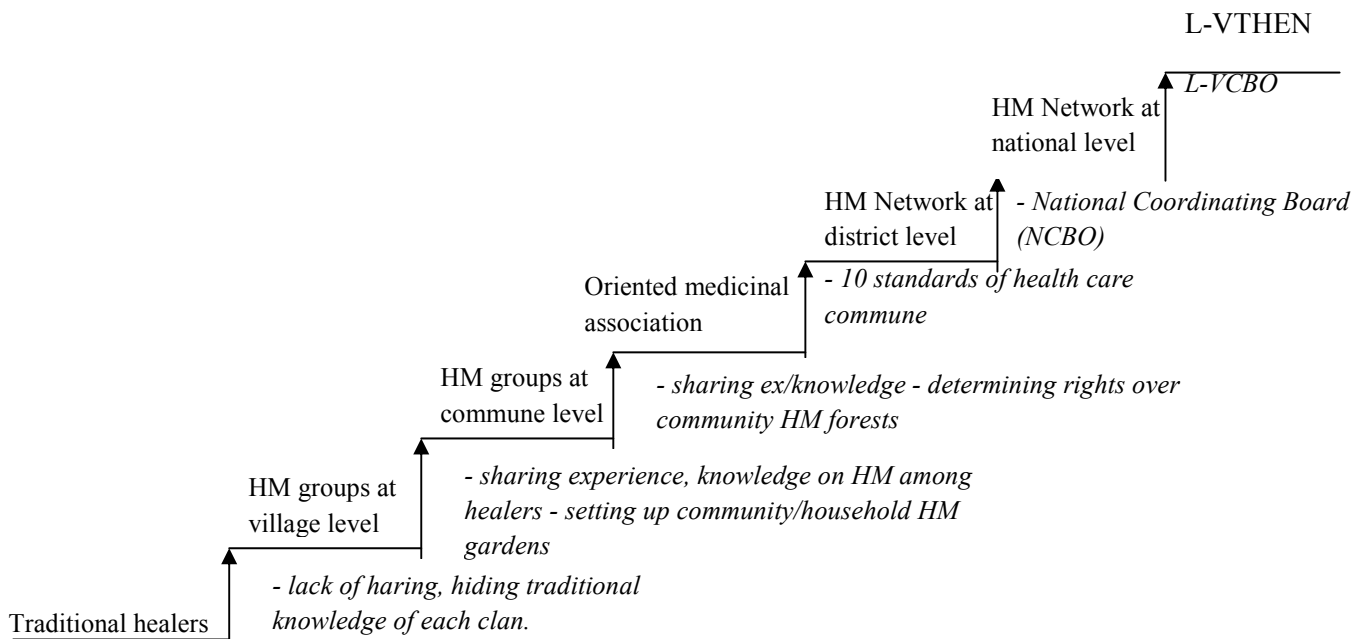 L-VTHEN
L-VCBO
HM Network at
national level
- National Coordinating Board
(NCBO)
HM Network at
district level
- 10 standards of health care
commune
Oriented medicinal
association
- sharing ex/knowledge - determining rights over
community HM forests
HM groups at
commune level
- sharing experience, knowledge on HM among
healers - setting up community/household HM
gardens
HM groups at
village level
- lack of haring, hiding traditional
knowledge of each clan.
Traditional healers